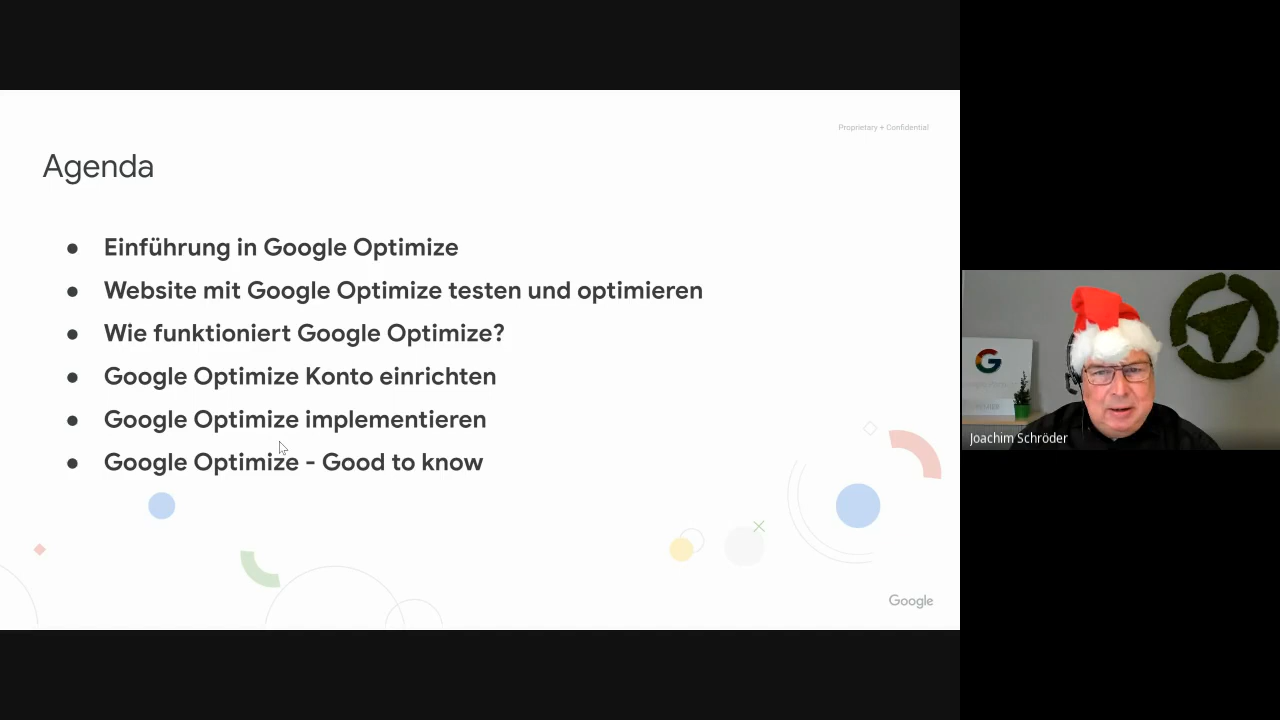 Proprietary + Confidential
Agenda
● Einführung in Google Optimize
● Website mit Google Optimize testen und optimieren
● Wie funktioniert Google Optimize?
● Google Optimize Konto einrichten
● Google Optimize implementieren
● Google Optimize - Good to know
Google
G
Joachim Schröder